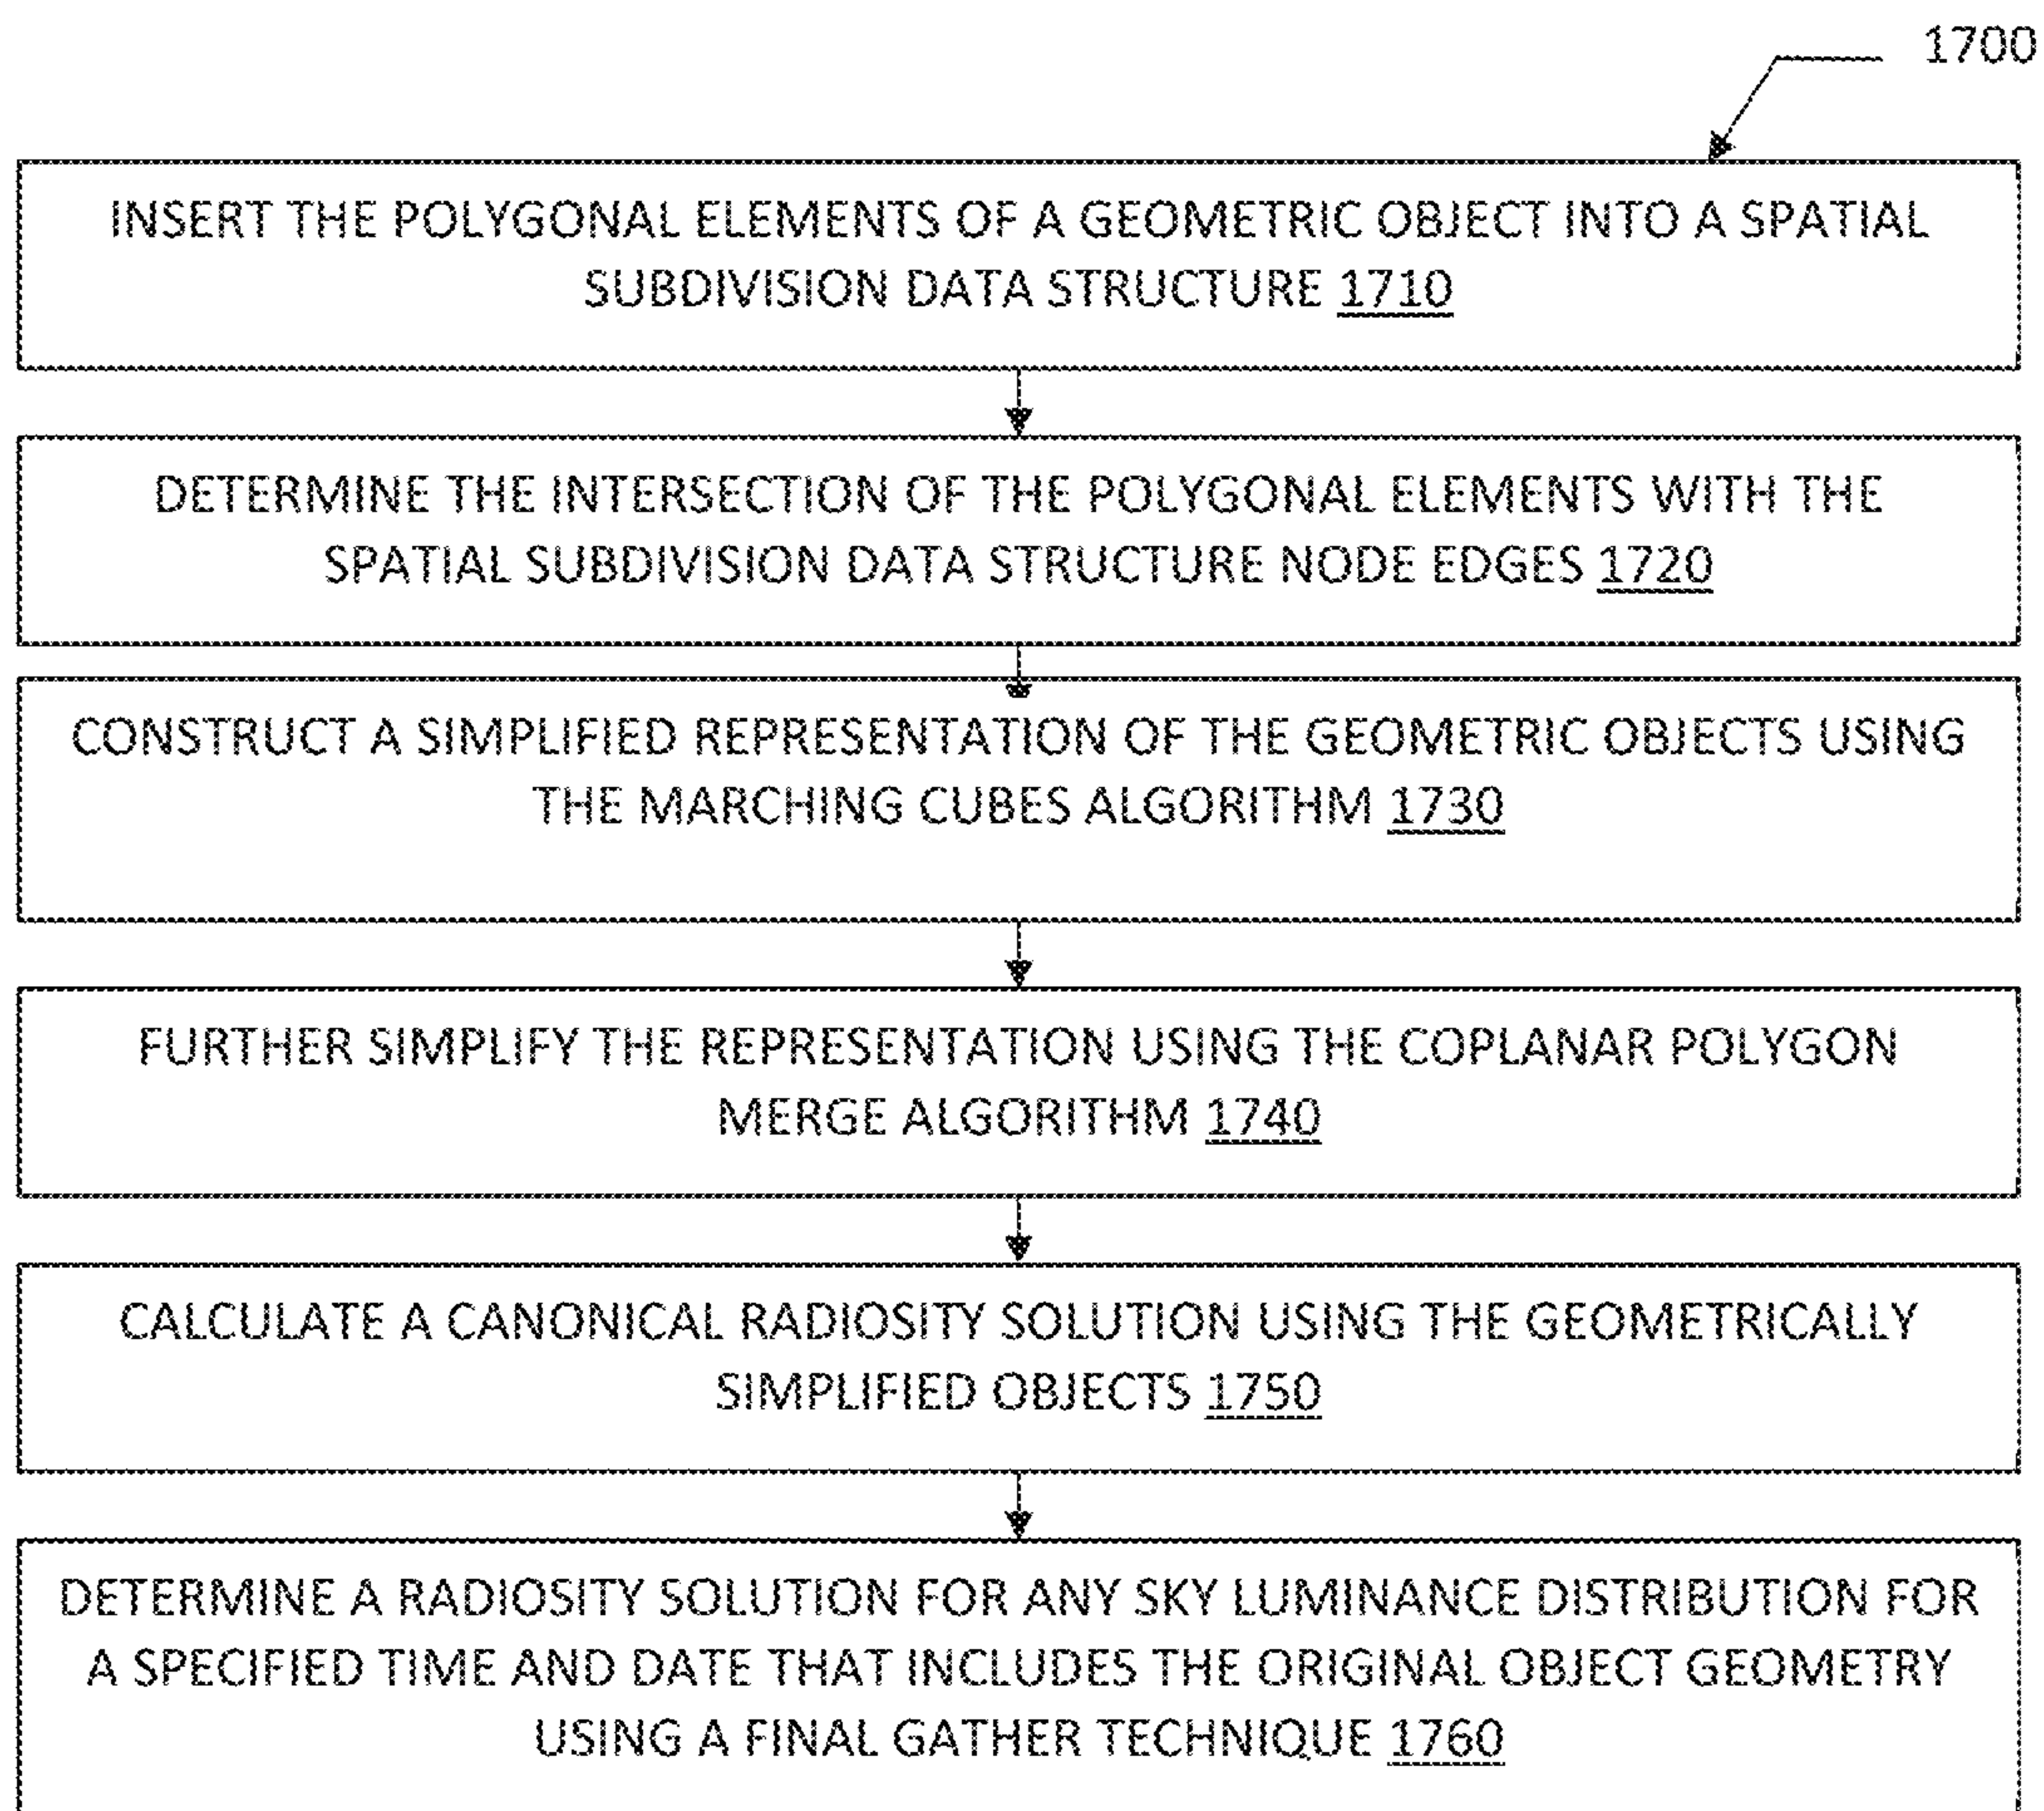 1700
INSERT THE POLYGONAL ELEMENTS OF A GEOMETRIC OBJECT INTO A SPATIAL
SUBDIVISION DATA STRUCTURE 1710
DETERMINE THE INTERSECTION OF THE POLYGONAL ELEMENTS WITH THE
SPATIAL SUBDIVISION DATA STRUCTURE NODE EDGES 1720
CONSTRUCT A SIMPLIFIED REPRESENTATION OF THE GEOMETRIC OBJECTS USING
THE MARCHING CUBES ALGORITHM 1730
FURTHER SIMPLIFY THE REPRESENTATION USING THE COPLANAR POLYGON
MERGE ALGORITHM 1740
CALCULATE A CANONICAL RADIOSITY SOLUTION USING THE GEOMETRICALLY
SIMPLIFIED OBJECTS 1750
DETERMINE A RADIOSITY SOLUTION FOR ANY SKY LUMINANCE DISTRIBUTION FOR
A SPECIFIED TIME AND DATE THAT INCLUDES THE ORIGINAL OBJECT GEOMETRY
USING A FINAL GATHER TECHNIQUE 1760